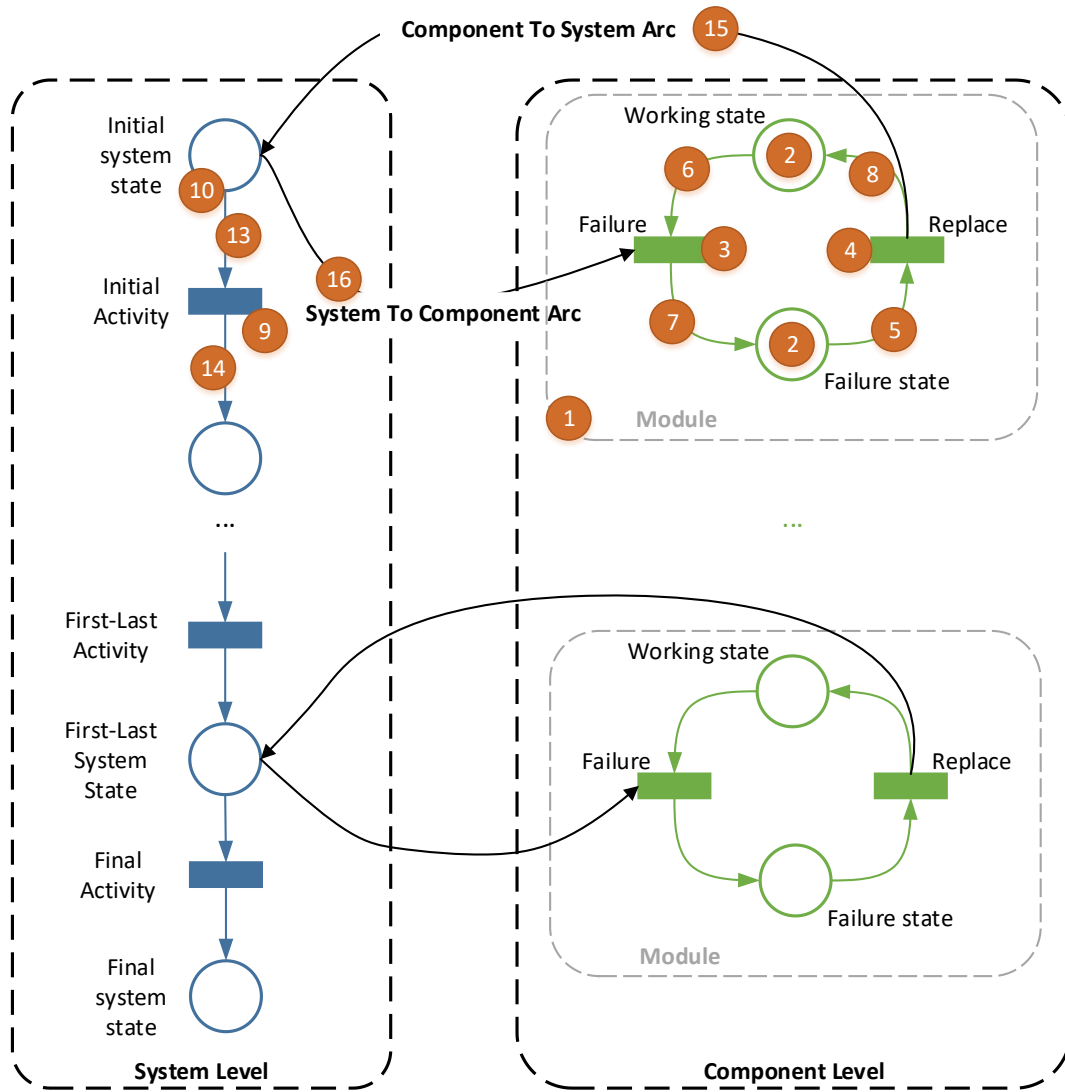 Component To System Arc
15
Initial
system
state
10
13
Initial
Activity
9
14
16
System To Component Arc
Working state
2
6
8
Failure
3
4
Replace
7
2
5
Failure state
1
Module
...
...
First-Last
Activity
First-Last
System
State
Final
Activity
Final
system
state
System Level
Working state
Failure
Replace
Failure state
Module
Component Level